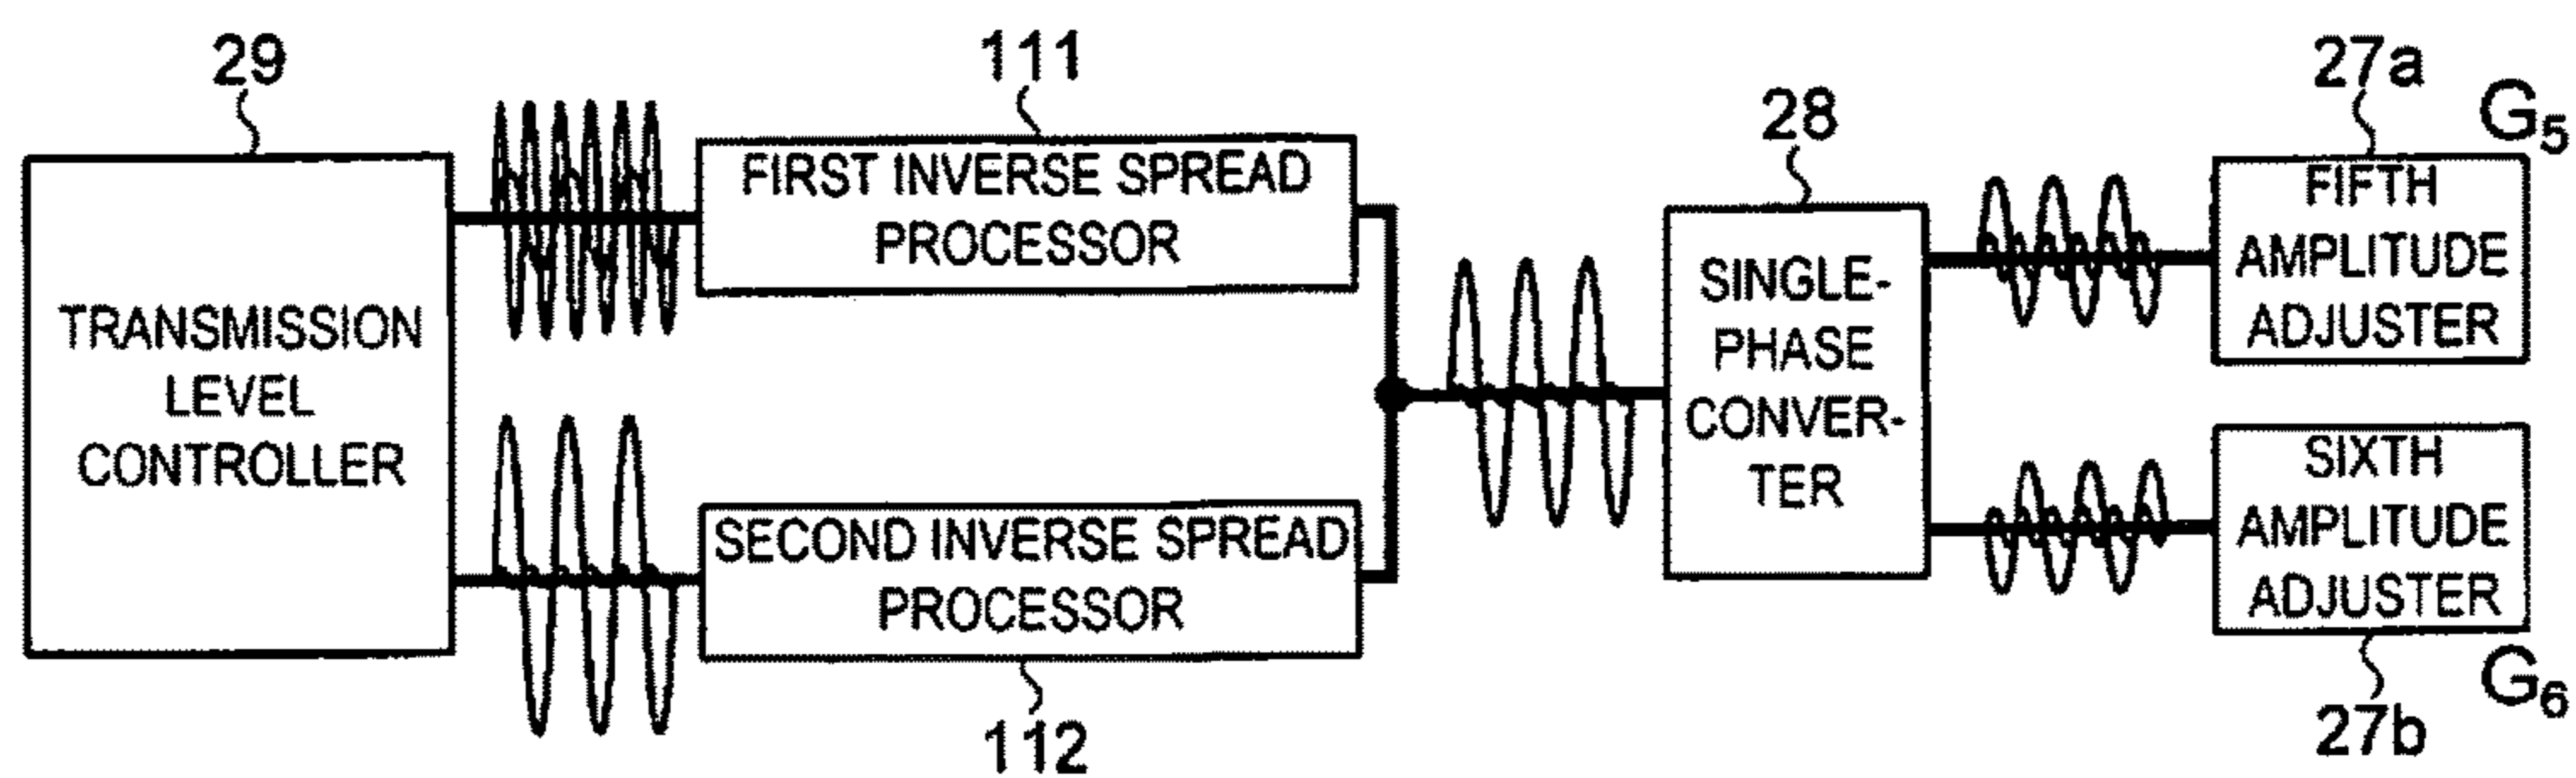 29
TRANSMISSION
LEVEL
CONTROLLER
111
FIRST INVERSE SPREAD
PROCESSOR
SECOND INVERSE SPREAD
PROCESSOR
112
28
SINGLE-
PHASE
CONVER-
TER
27a
G5
FIFTH
AMPLITUDE
ADJUSTER
SIXTH
AMPLITUDE
ADJUSTER
G6
27b